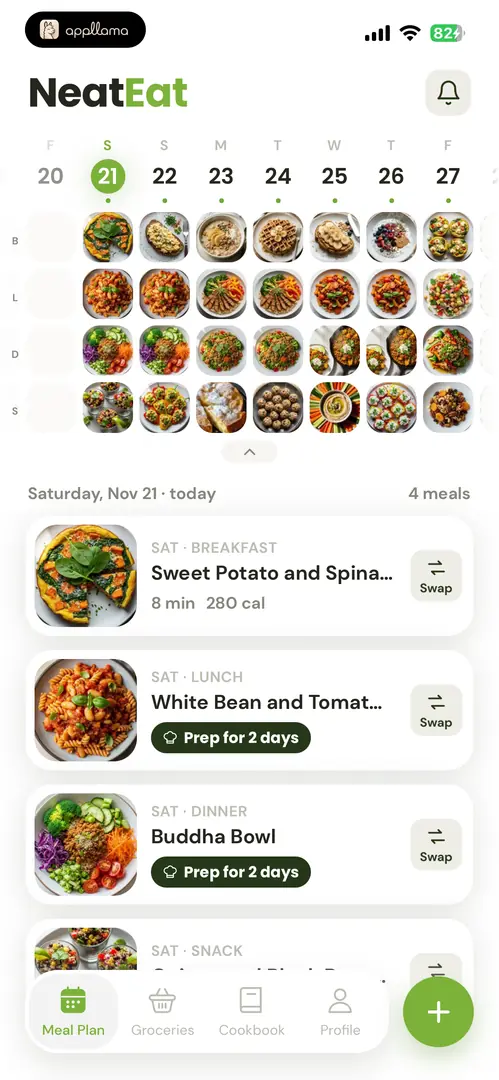 appllama
82
NeatEat
F S S M T W T F
20 21 22 23 24 25 26 27
B
L
D
S
Saturday, Nov 21 · today
4 meals
SAT · BREAKFAST
Sweet Potato and Spina...
8 min 280 cal
Swap
SAT · LUNCH
White Bean and Tomat...
Prep for 2 days
Swap
SAT · DINNER
Buddha Bowl
Prep for 2 days
Swap
SAT · SNACK
Meal Plan
Groceries
Cookbook
Profile